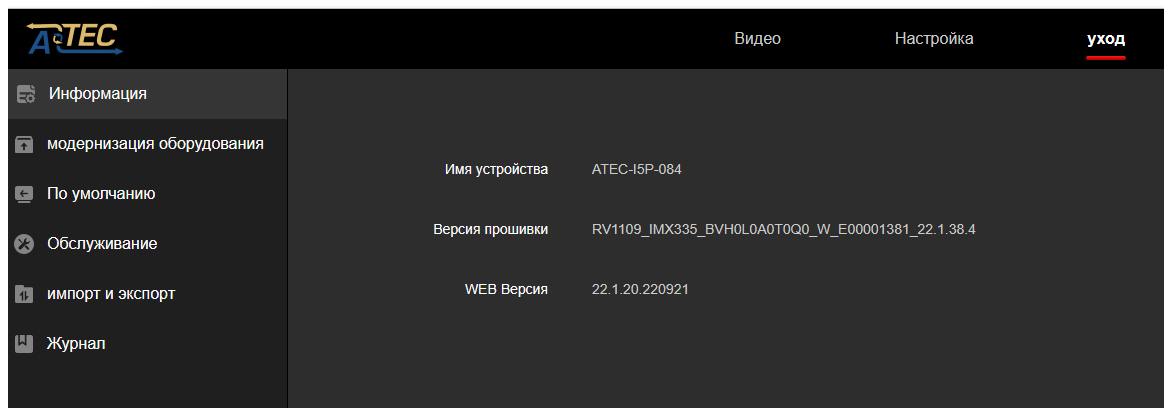 ACTEC
Видео Настройка уход
Информация
модернизация оборудования
По умолчанию
Обслуживание
импорт и экспорт
Журнал
Имя устройства ATEC-I5P-084
Версия прошивки RV1109_IMX335_BVH0L0A0T0Q0_W_E00001381_22.1.38.4
WEB Версия 22.1.20.220921